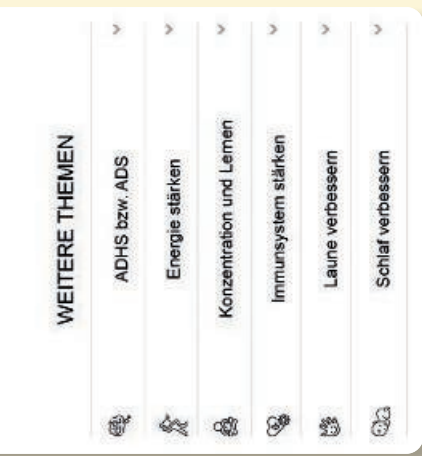 WEITERE THEMEN
ADHS bzw. ADS
Energie stärken
Konzentration und Lernen
Immunsystem stärken
Laune verbessern
Schlaf verbessern